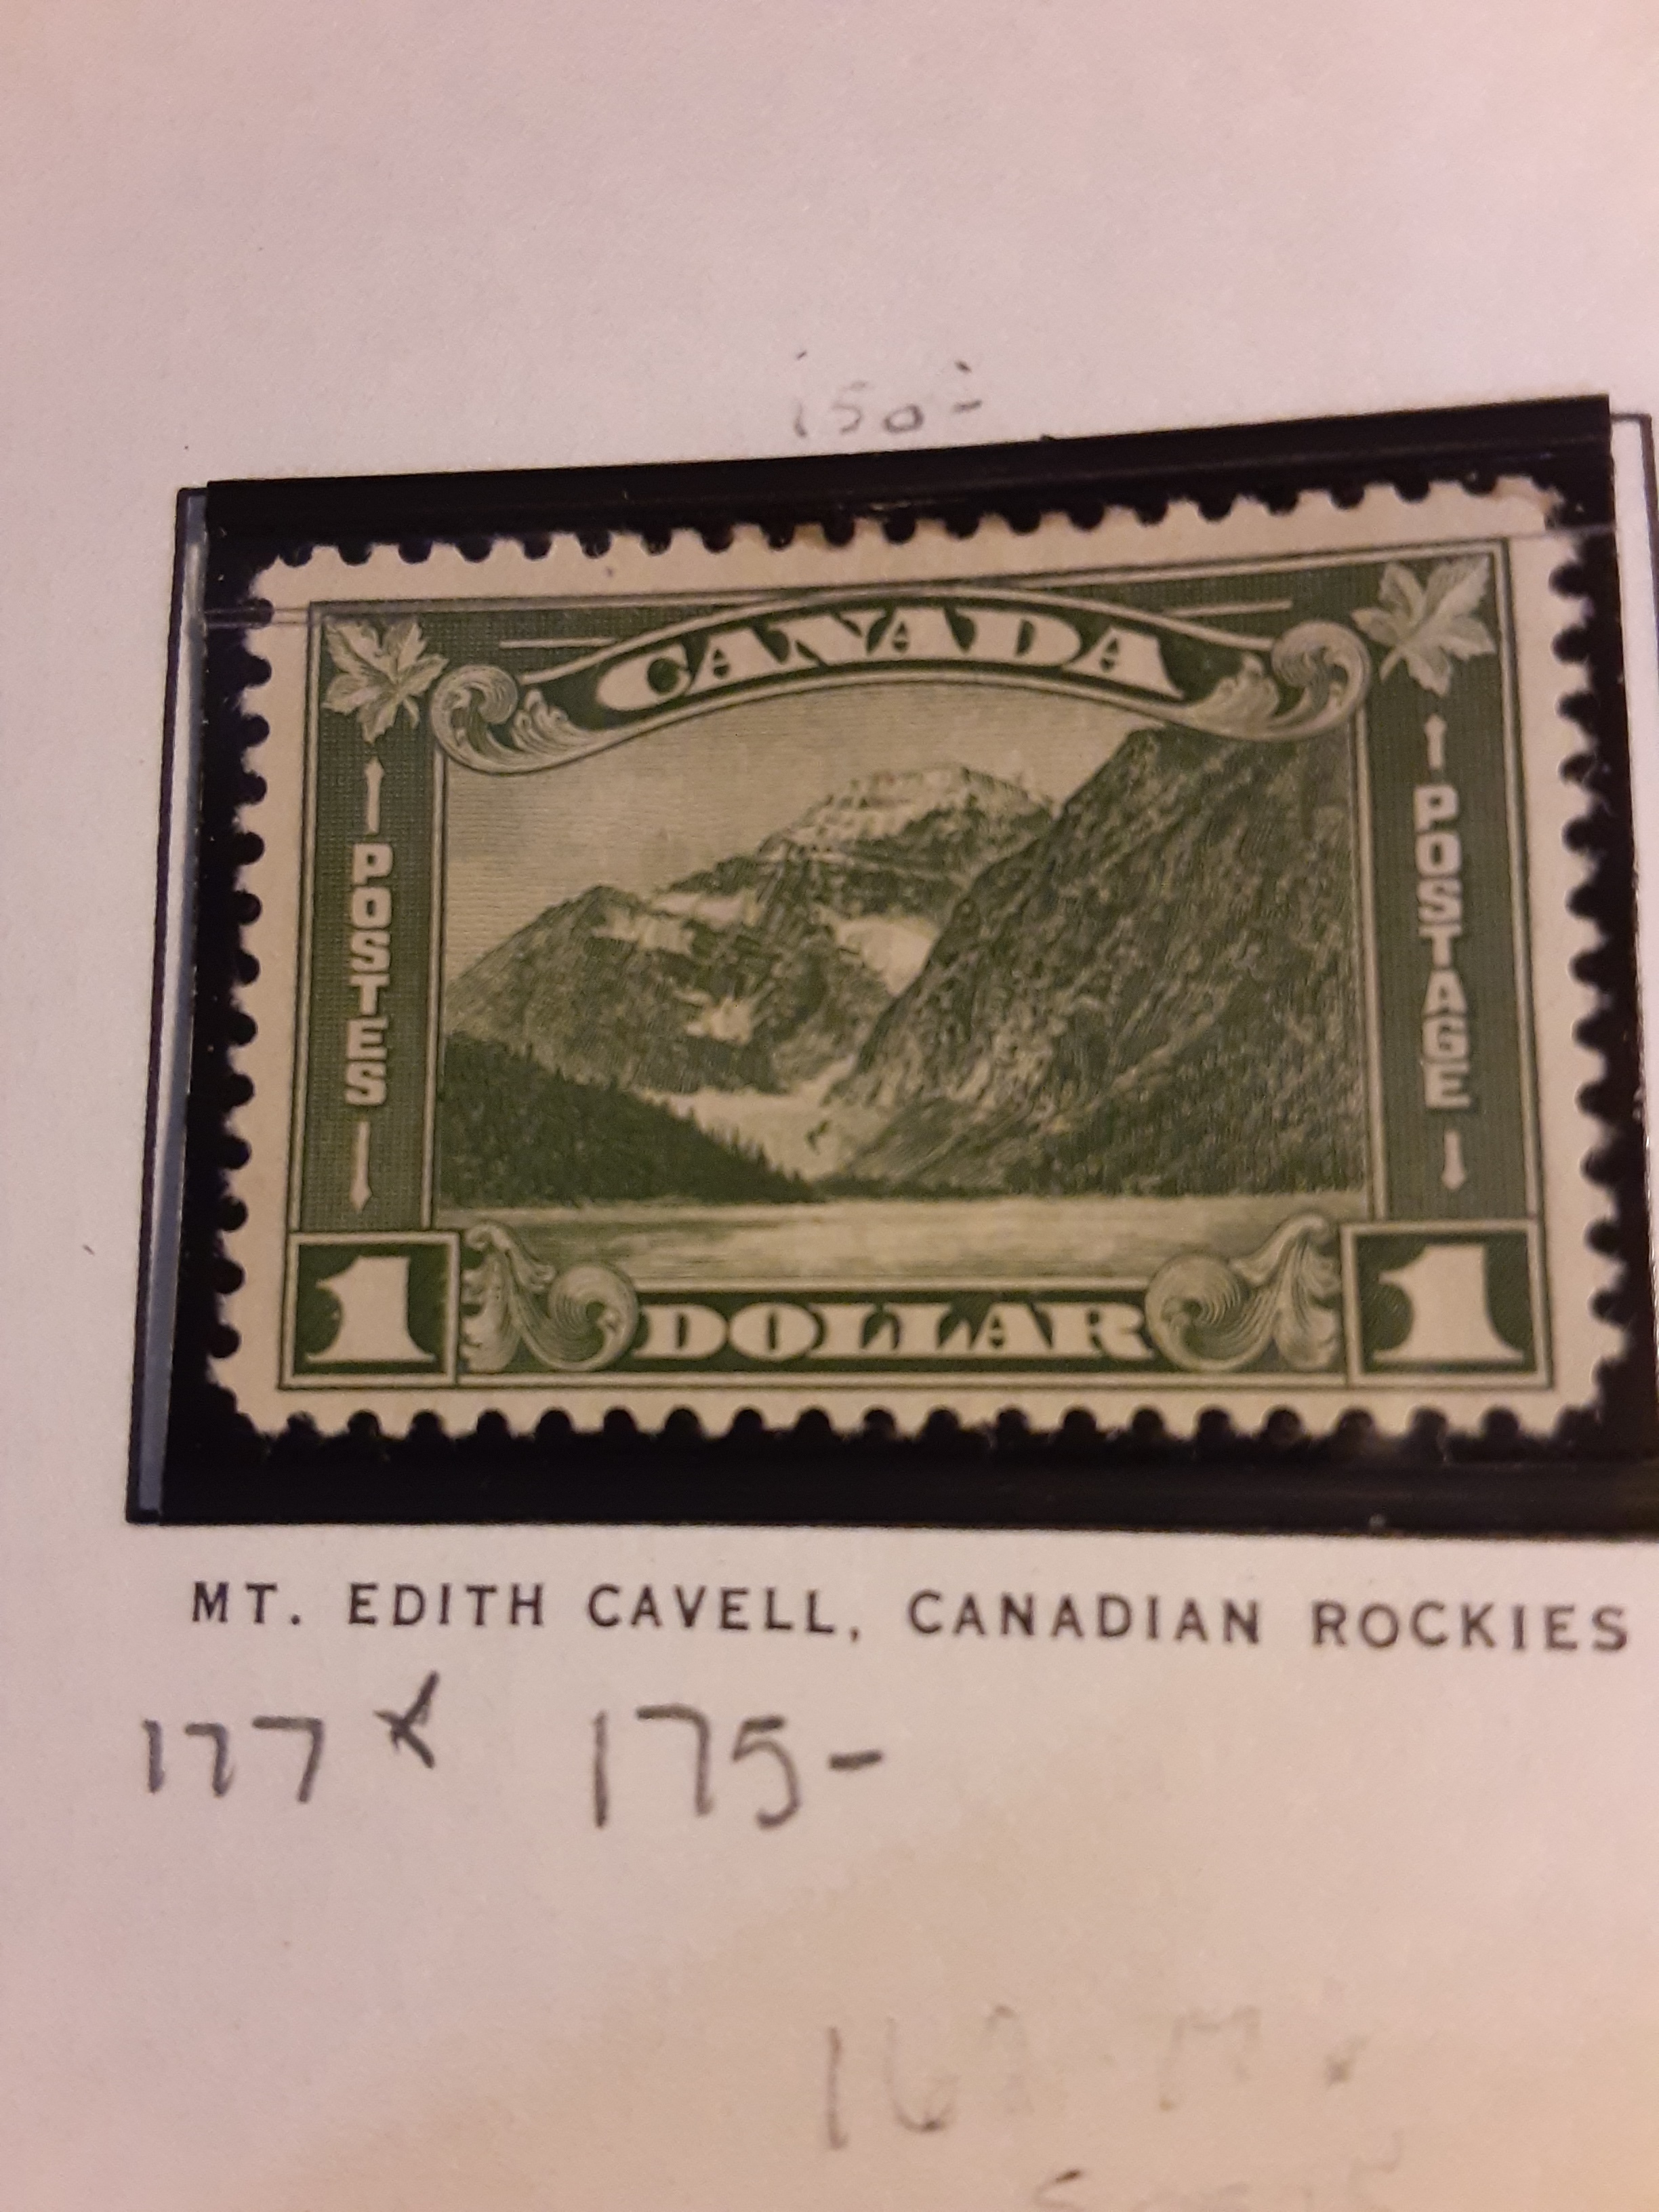 150-
CANADA
POSTES
POSTAGE
1 DOLLAR 1
MT. EDITH CAVELL, CANADIAN ROCKIES
177 x 175-